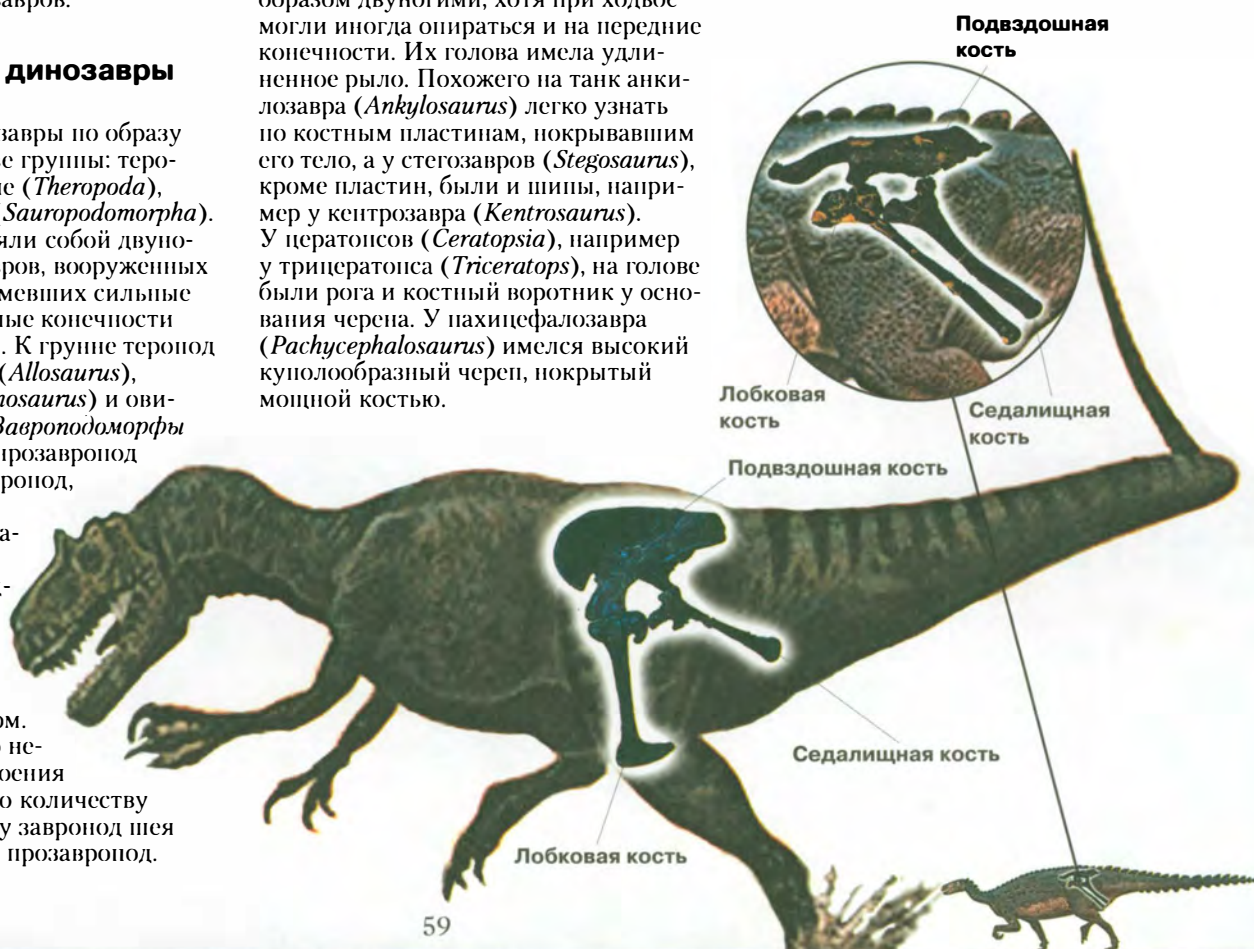 завров.
динозавры
завры по образу
е группы: теро-
е (Theropoda),
Sauropodomorpha).
яли собой двуно-
ров, вооруженных
мевших сильные
ные конечности
. К группе теропод
(Allosaurus),
nosaurus) и ови-
Завроподоморфы
прозавропод
ропод,
а-
-
ом.
о не-
оения
о количеству
у завропод шея
прозавропод.
образом двуногими, хотя при ходьбе
могли иногда опираться и на передние
конечности. Их голова имела удли-
ненное рыло. Похожего на танк анки-
лозавра (Ankylosaurus) легко узнать
по костным пластинам, покрывавшим
его тело, а у стегозавров (Stegosaurus),
кроме пластин, были и шипы, напри-
мер у кентрозавра (Kentrosaurus).
У цератопсов (Ceratopsia), например
у трицератопса (Triceratops), на голове
были рога и костный воротник у осно-
вания черепа. У пахицефалозавра
(Pachycephalosaurus) имелся высокий
куполообразный череп, покрытый
мощной костью.
Подвздошная
кость
Лобковая
кость
Седалищная
кость
Подвздошная кость
Седалищная кость
Лобковая кость
59